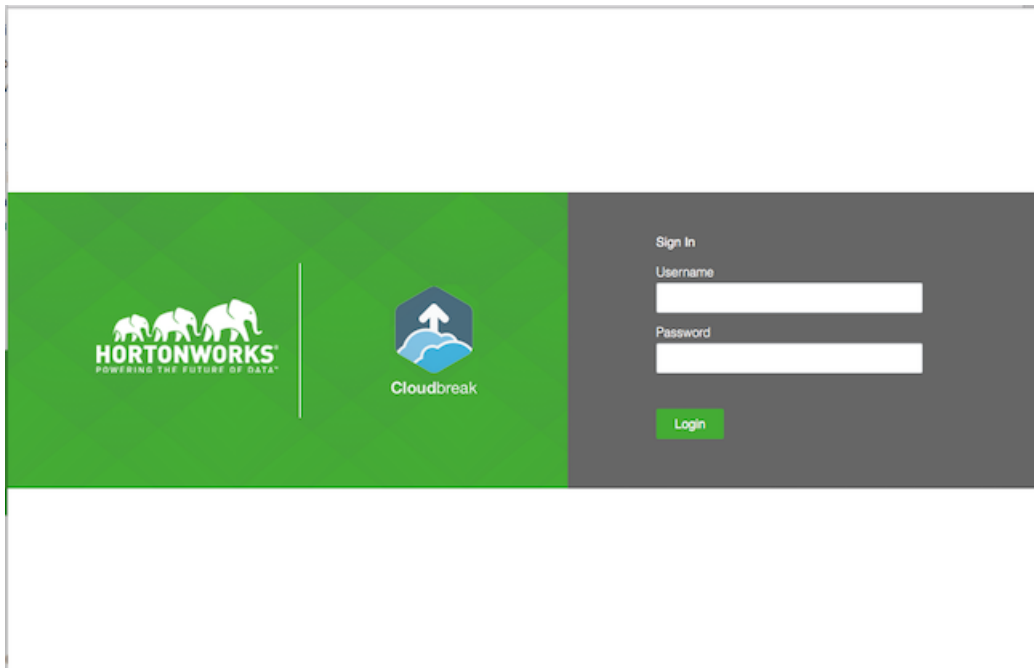 HORTONWORKS®
POWERING THE FUTURE OF DATA™
Cloudbreak
Sign In
Username
Password
Login